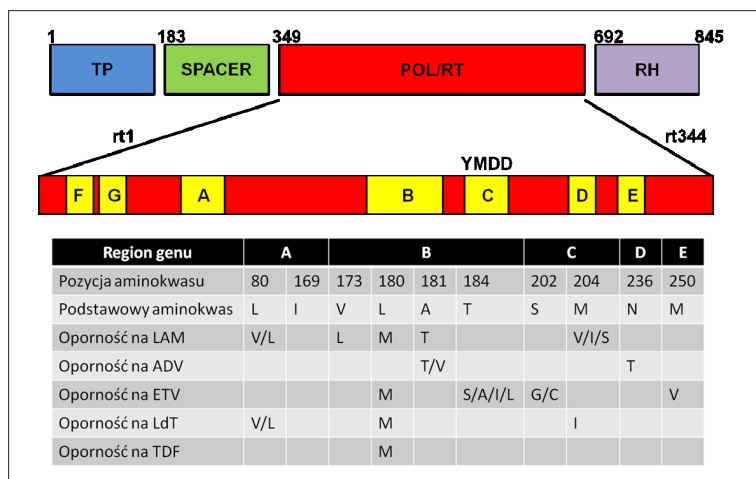 1 183 349 692 845
TP SPACER POL/RT RH
rt1 rt344
YMDD
F G A B C D E
Region genu A B C D E
Pozycja aminokwasu 80 169 173 180 181 184 202 204 236 250
Podstawowy aminokwas L I V L A T S M N M
Oporność na LAM V/L L M T V/I/S
Oporność na ADV T/V T
Oporność na ETV M S/A/I/L G/C V
Oporność na LdT V/L M I
Oporność na TDF M